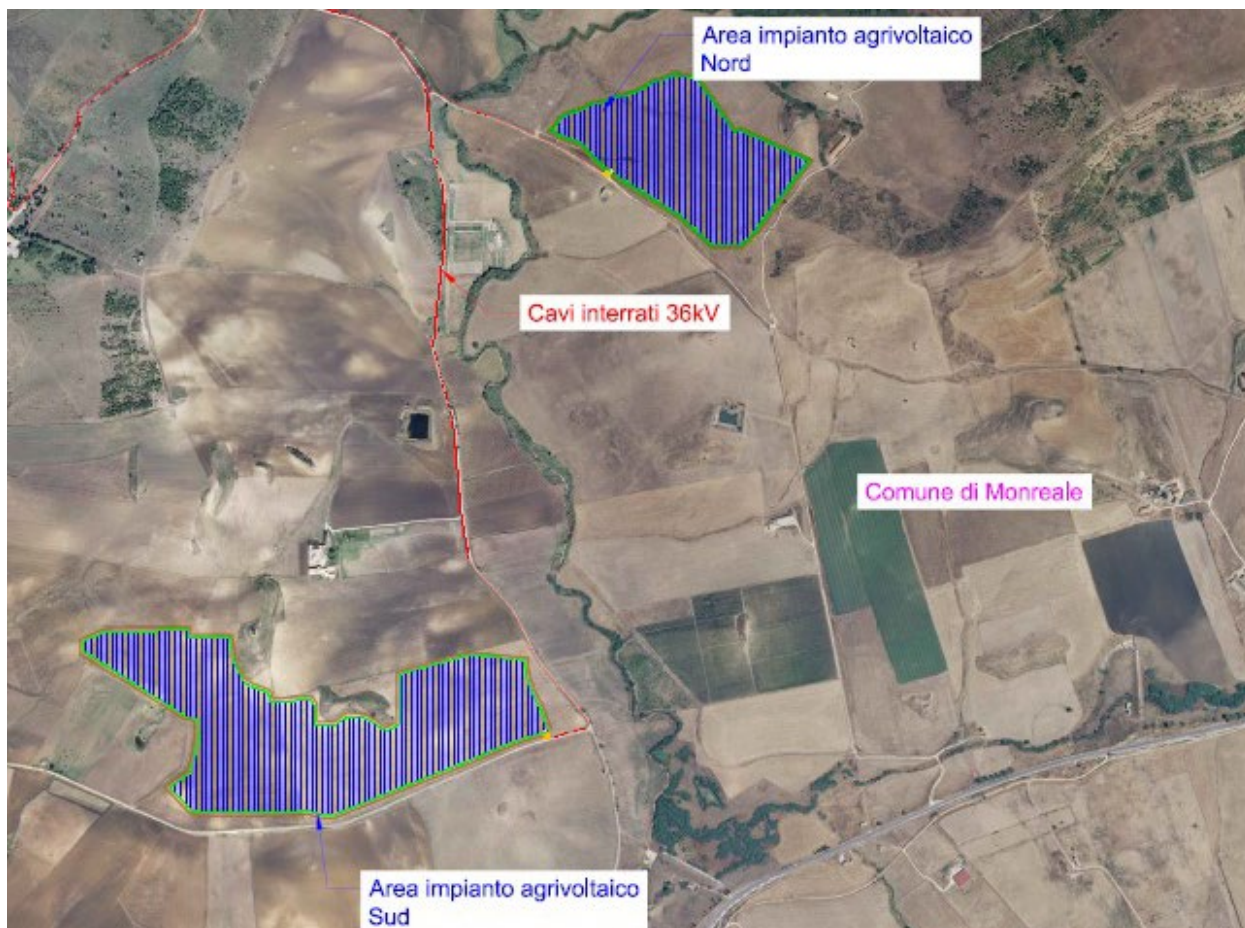 Area impianto agrivoltaico
Nord
Cavi interrati 36kV
Comune di Monreale
Area impianto agrivoltaico
Sud